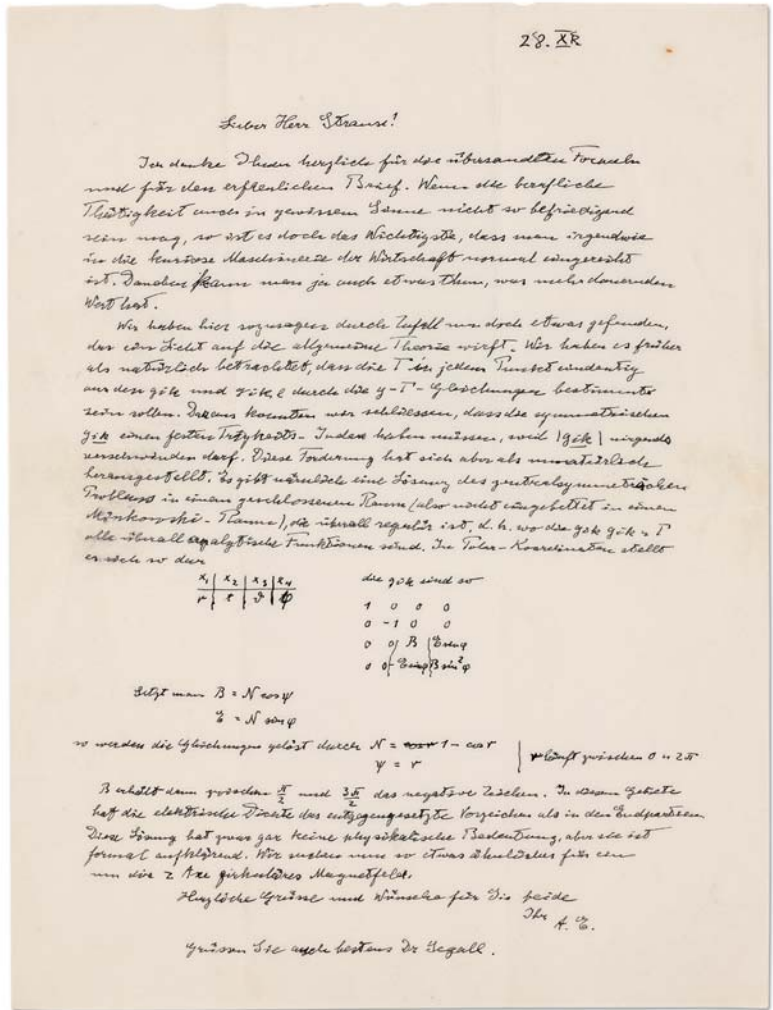 28. XII
Lieber Herr Strauss!
Ich danke Ihnen herzlich für die übersandten Formeln
und für den erfreulichen Brief. Wenn die berufliche
Thätigkeit auch in gewissem Sinne nicht so befriedigend
sein mag, so ist es doch das Wichtigste, dass man irgendwie
in die kuriose Maschinerie der Wirtschaft normal eingereiht
ist. Daneben kann man ja auch etwas thun, was mehr dauernden
Wert hat.
Wir haben hier sozusagen durch Zufall nun doch etwas gefunden,
das ein Licht auf die allgemeine Theorie wirft. Wir haben es früher
als natürlich betrachtet, dass die Γ in jedem Punkt eindeutig
aus den gik und gik,l durch die g-Γ-Gleichungen bestimmt
sein sollen. Daraus konnten wir schliessen, dass die symmetrischen
gik einen festen Trägheits-Index haben müssen, weil |gik| nirgends
verschwinden darf. Diese Forderung hat sich aber als unnatürlich
herausgestellt. Es gibt nämlich eine Lösung des zentralsymmetrischen
Problems in einem geschlossenen Raum (also nicht eingebettet in einen
Minkowski-Raum), die überall regulär ist, d. h. wo die gik gik u Γ
alle überall analytische Funktionen sind. In Polar-Koordinaten stellt
es sich so dar
x1 | x2 | x3 | x4 die gik sind so
r | t | ϑ | φ
1 0 0 0
0 -1 0 0
0 0 B E sin φ
0 0 -E sin φ B sin² φ
Setzt man B = N cos ψ
E = N sin ψ
so werden die Gleichungen gelöst durch N = 1 - cos r
ψ = r | r läuft zwischen 0 u 2π
B erhält dann zwischen π/2 und 3π/2 das negative Zeichen. In diesem Gebiete
hat die elektrische Dichte das entgegengesetzte Vorzeichen als in den Endpartieen.
Diese Lösung hat zwar gar keine physikalische Bedeutung, aber sie ist
formal aufklärend. Wir suchen nun so etwas ähnliches für ein
um die z Axe zirkuläres Magnetfeld.
Herzliche Grüsse und Wünsche für Sie beide
Ihr
A. E.
Grüssen Sie auch bestens Dr Segall.